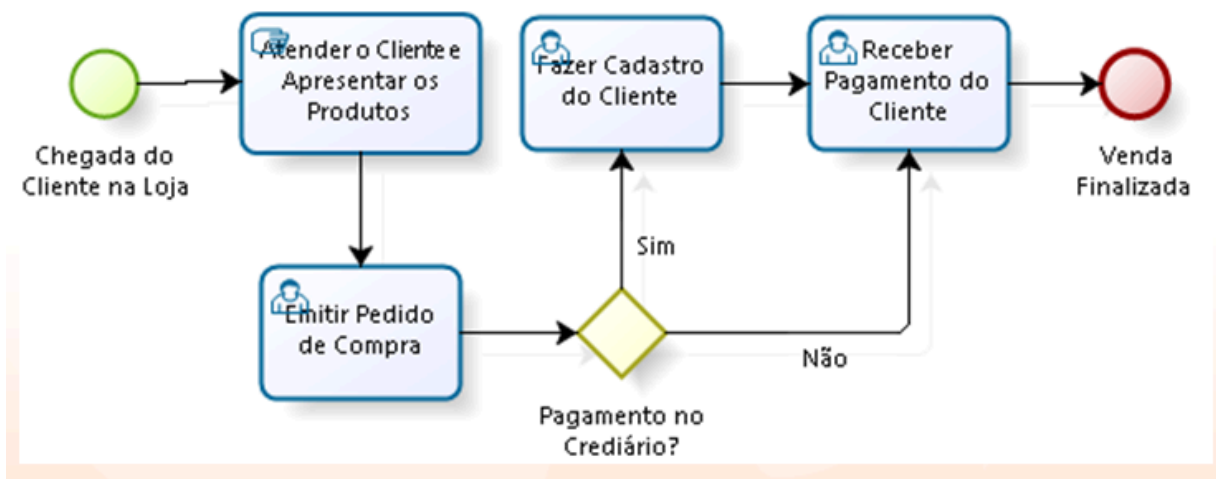 Chegada do
Cliente na Loja
Atender o Cliente e
Apresentar os
Produtos
Emitir Pedido
de Compra
Pagamento no
Crediário?
Sim
Não
Fazer Cadastro
do Cliente
Receber
Pagamento do
Cliente
Venda
Finalizada